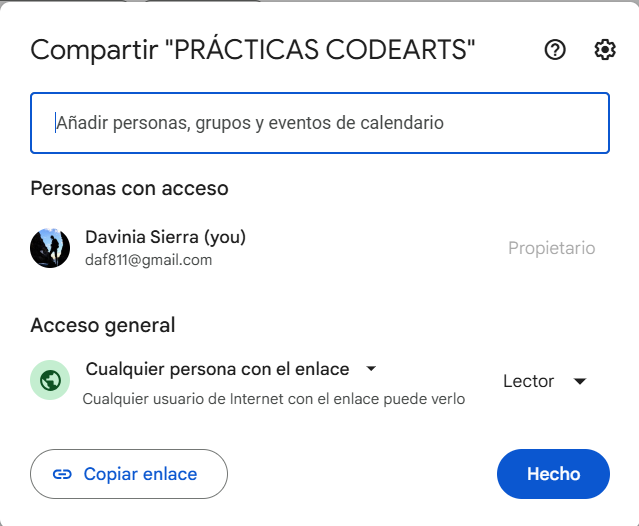 Compartir "PRÁCTICAS CODEARTS"
Añadir personas, grupos y eventos de calendario
Personas con acceso
Davinia Sierra (you)
daf811@gmail.com
Propietario
Acceso general
Cualquier persona con el enlace
Cualquier usuario de Internet con el enlace puede verlo
Lector
Copiar enlace
Hecho